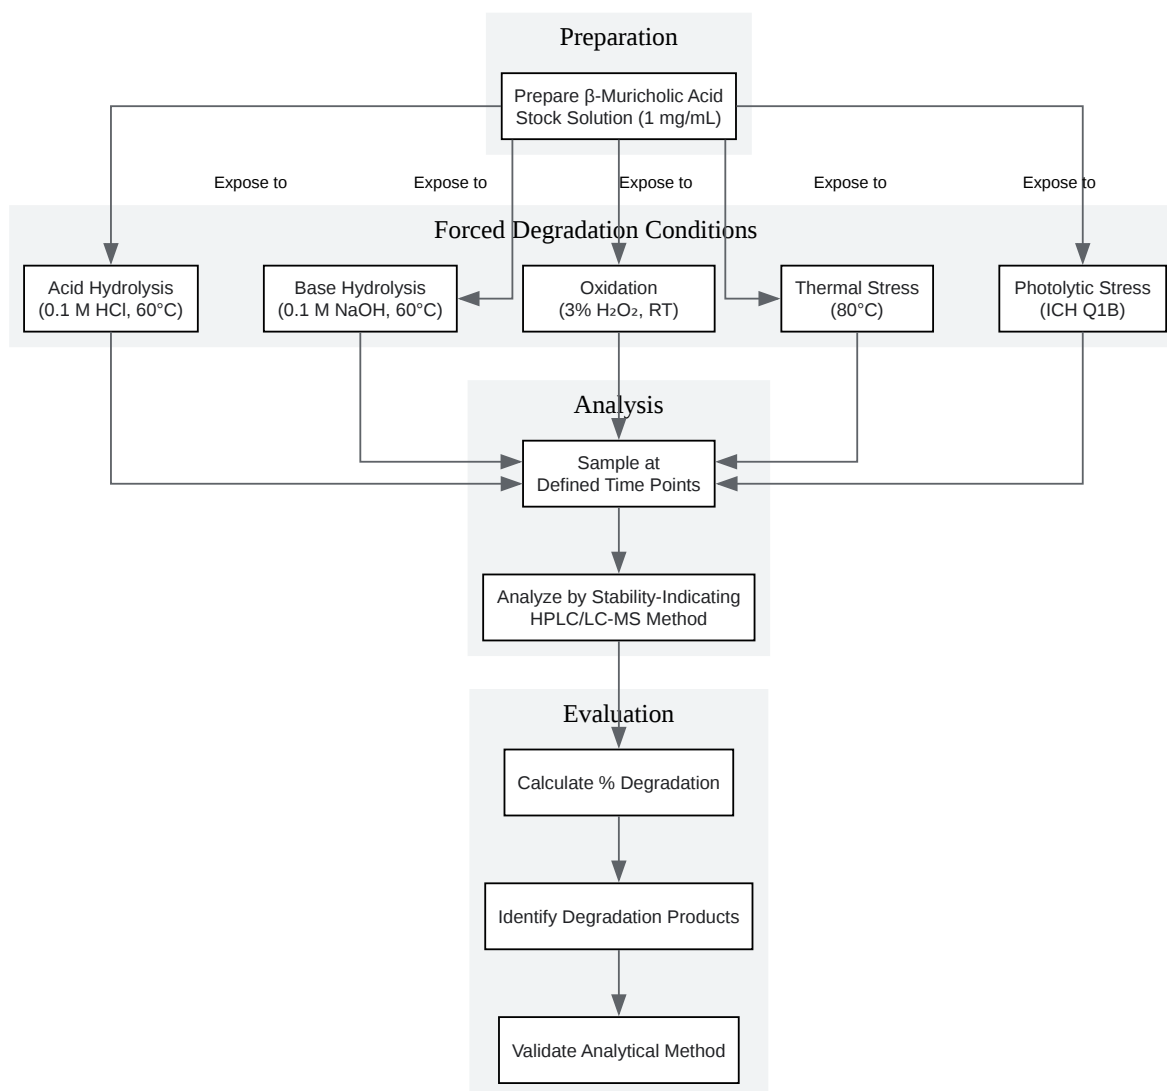 Preparation
Prepare β-Muricholic Acid
Stock Solution (1 mg/mL)
Expose to
Expose to
Expose to
Expose to
Expose to
Forced Degradation Conditions
Acid Hydrolysis
(0.1 M HCl, 60°C)
Base Hydrolysis
(0.1 M NaOH, 60°C)
Oxidation
(3% H₂O₂, RT)
Thermal Stress
(80°C)
Photolytic Stress
(ICH Q1B)
Analysis
Sample at
Defined Time Points
Analyze by Stability-Indicating
HPLC/LC-MS Method
Evaluation
Calculate % Degradation
Identify Degradation Products
Validate Analytical Method